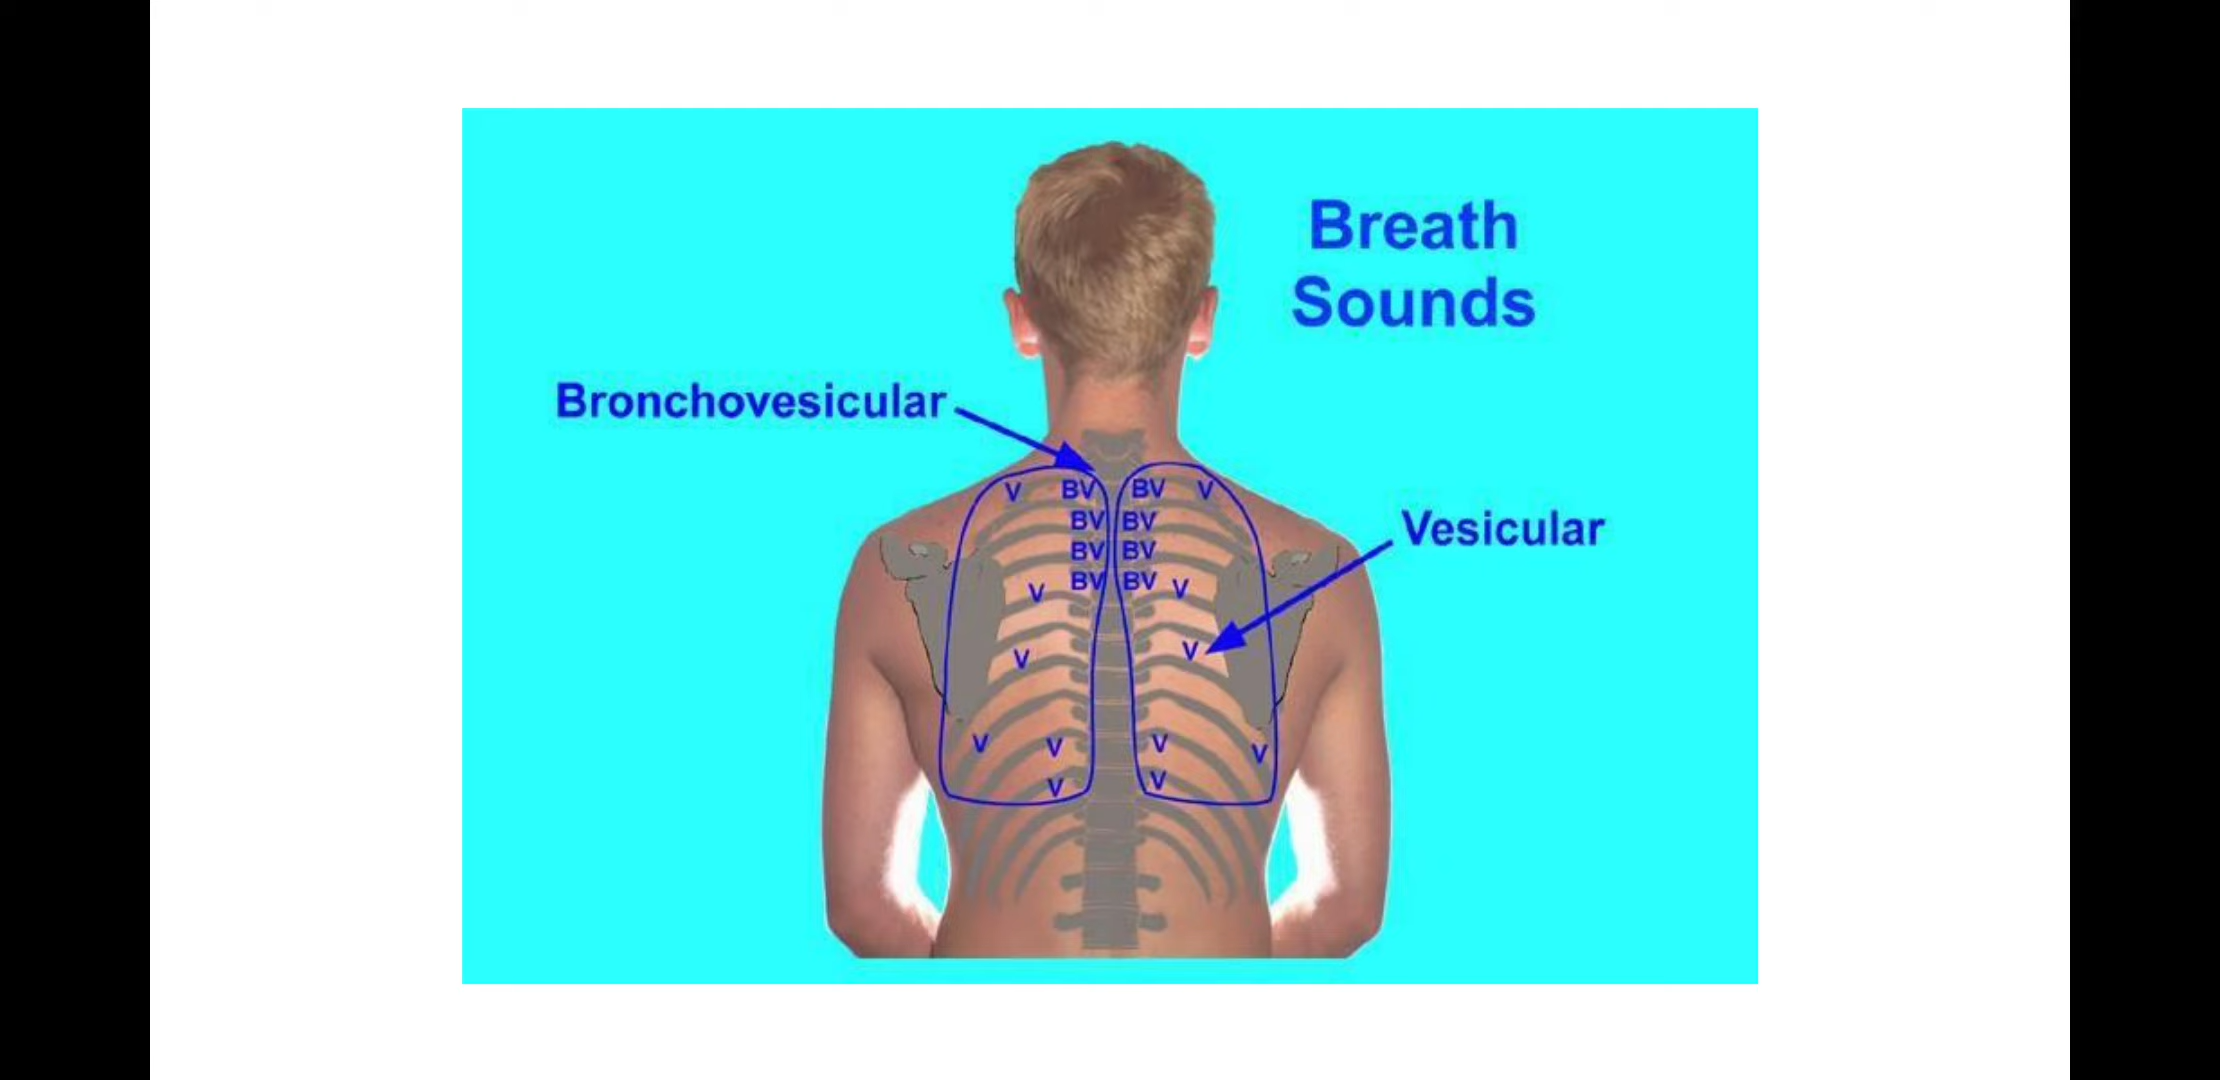 Breath
Sounds
Bronchovesicular
Vesicular
V BV BV V
BV BV
BV BV
V BV BV V
V V
V V V V
V V